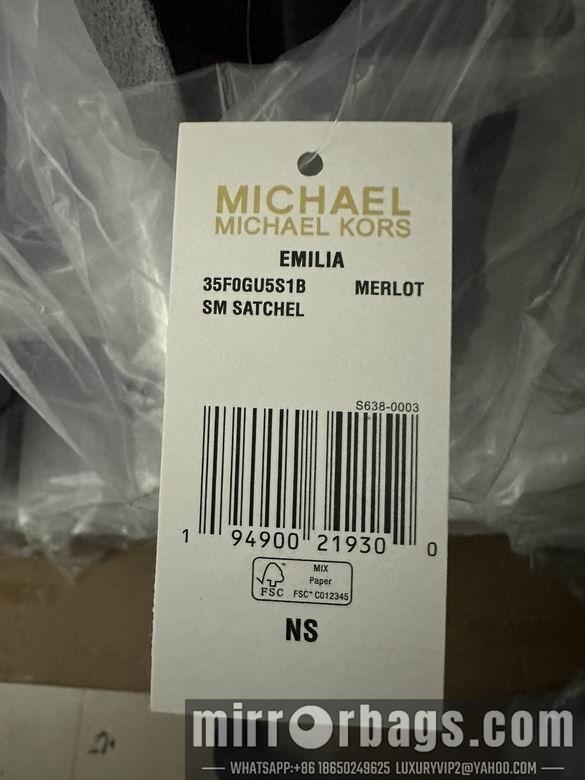 MICHAEL
MICHAEL KORS
EMILIA
35F0GU5S1B MERLOT
SM SATCHEL
S638-0003
1 94900 21930 0
MIX
Paper
FSC™ C012345
FSC
NS
mirrorbags.com
WHATSAPP:+86 18650249625 LUXURYVIP2@YAHOO.COM